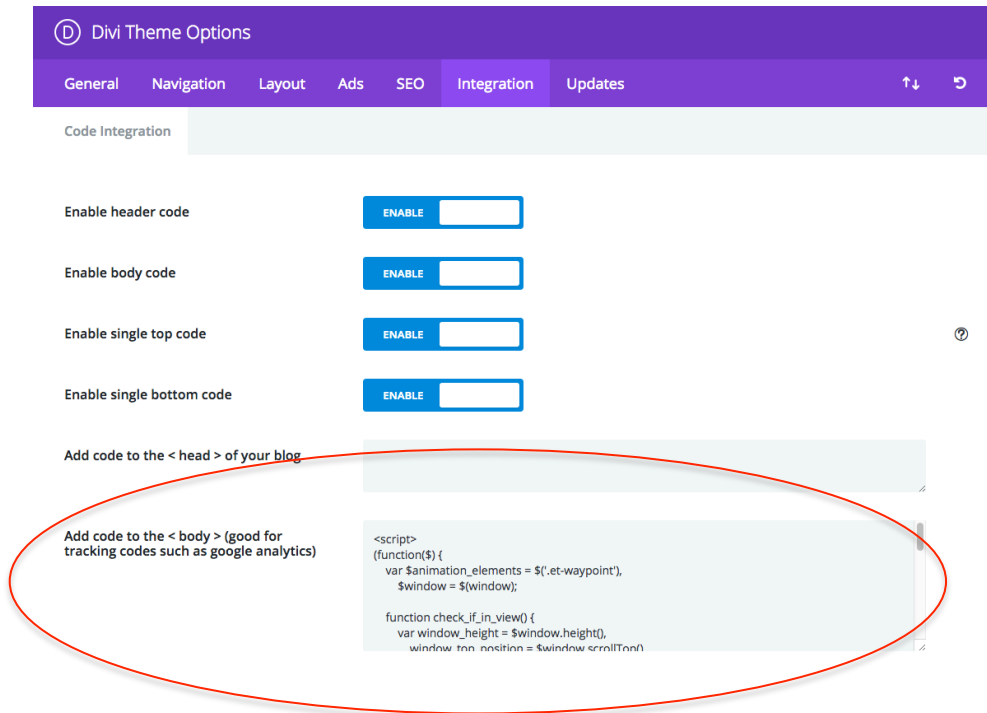 D Divi Theme Options
General Navigation Layout Ads SEO Integration Updates
Code Integration
Enable header code ENABLE
Enable body code ENABLE
Enable single top code ENABLE
Enable single bottom code ENABLE
Add code to the < head > of your blog
Add code to the < body > (good for
tracking codes such as google analytics)
<script>
(function($) {
var $animation_elements = $('.et-waypoint'),
$window = $(window);
function check_if_in_view() {
var window_height = $window.height(),
window_top_position = $window.scrollTop()